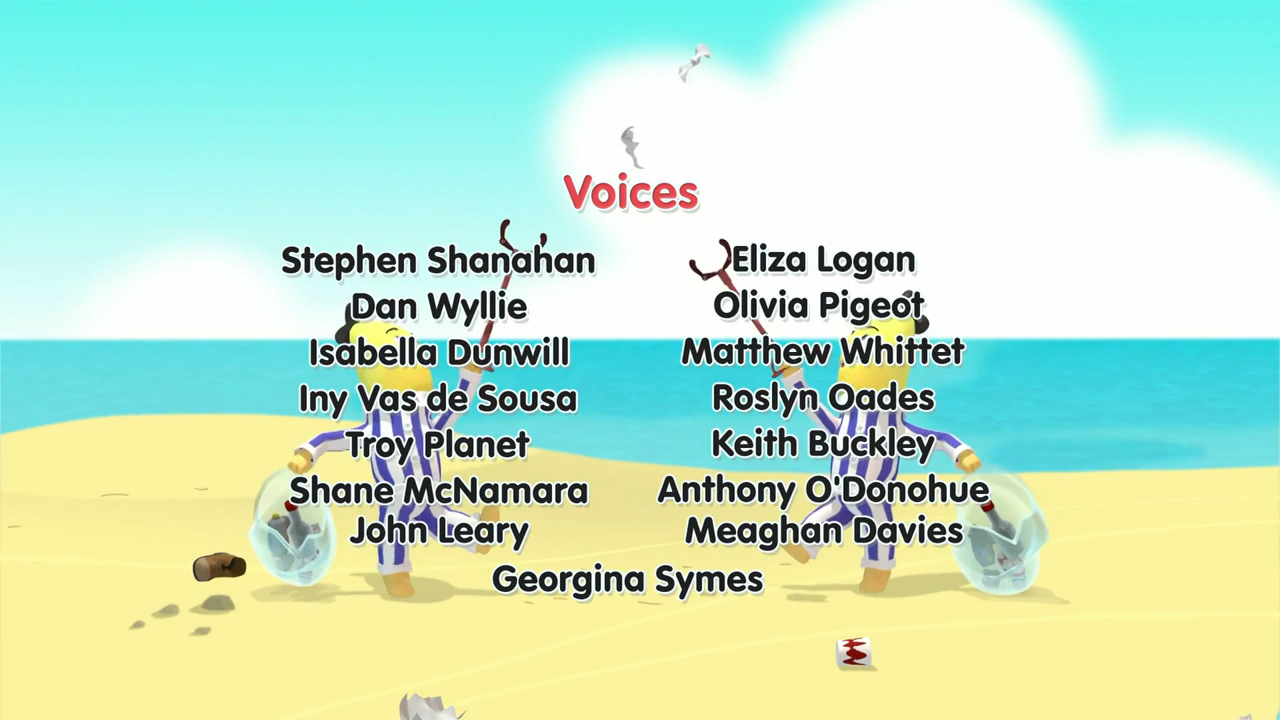 Voices
Stephen Shanahan Eliza Logan
Dan Wyllie Olivia Pigeot
Isabella Dunwill Matthew Whittet
Iny Vas de Sousa Roslyn Oades
Troy Planet Keith Buckley
Shane McNamara Anthony O'Donohue
John Leary Meaghan Davies
Georgina Symes